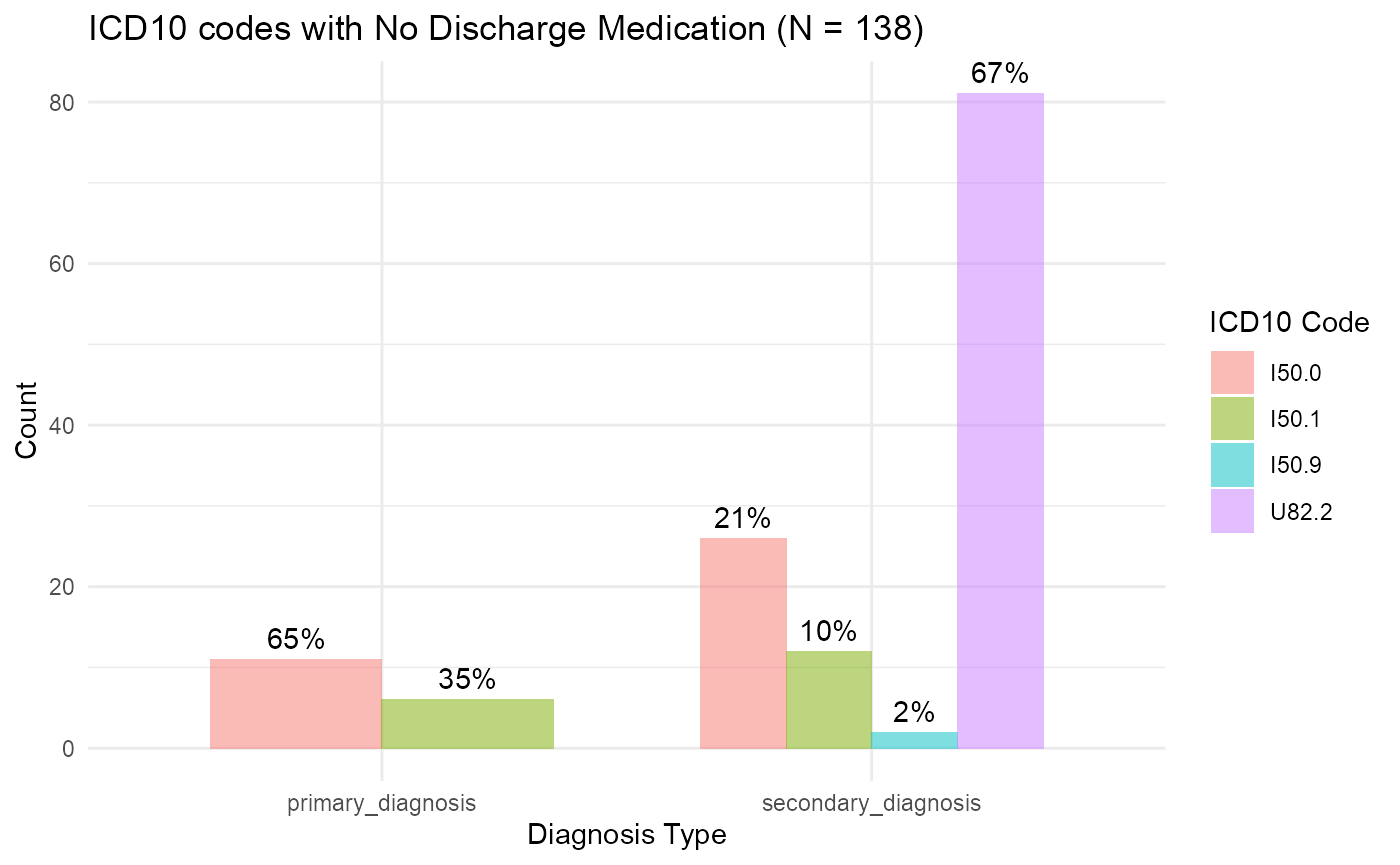 ICD10 codes with No Discharge Medication (N = 138)
67%
80
60
ICD10 Code
I50.0
I50.1
I50.9
U82.2
Count
40
21%
20
65%
10%
35%
2%
0
primary_diagnosis secondary_diagnosis
Diagnosis Type